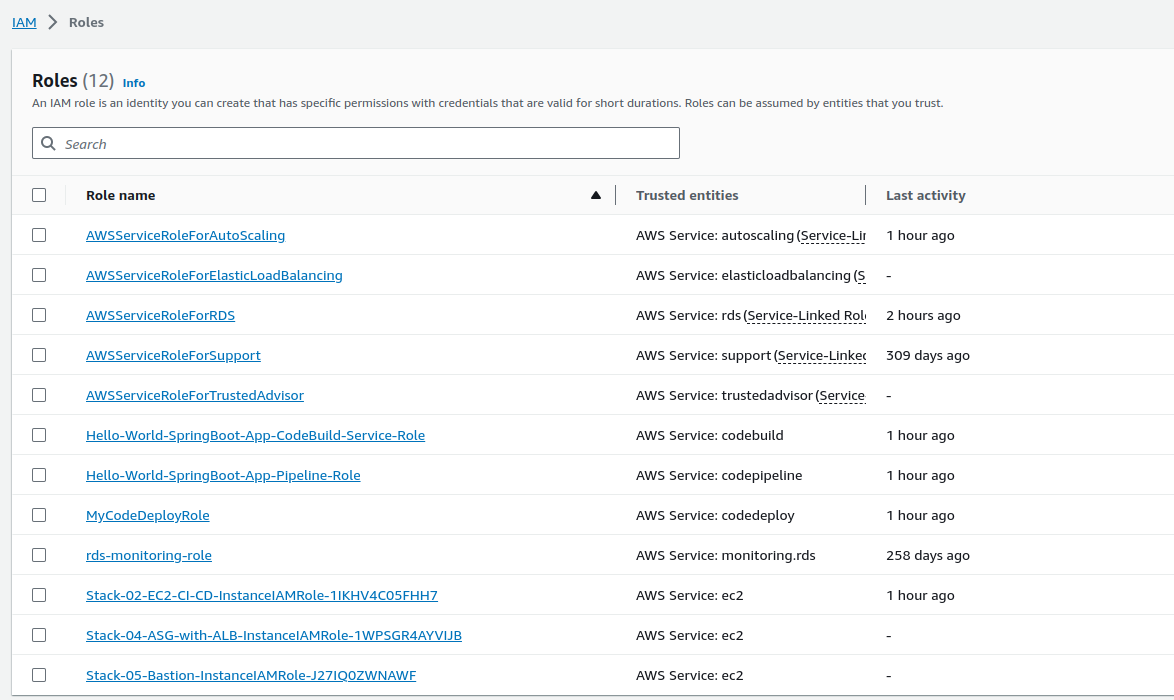 IAM > Roles
Roles (12) Info
An IAM role is an identity you can create that has specific permissions with credentials that are valid for short durations. Roles can be assumed by entities that you trust.
Search
Role name Trusted entities Last activity
AWSServiceRoleForAutoScaling AWS Service: autoscaling (Service-Lin 1 hour ago
AWSServiceRoleForElasticLoadBalancing AWS Service: elasticloadbalancing (S -
AWSServiceRoleForRDS AWS Service: rds (Service-Linked Role 2 hours ago
AWSServiceRoleForSupport AWS Service: support (Service-Linked 309 days ago
AWSServiceRoleForTrustedAdvisor AWS Service: trustedadvisor (Service -
Hello-World-SpringBoot-App-CodeBuild-Service-Role AWS Service: codebuild 1 hour ago
Hello-World-SpringBoot-App-Pipeline-Role AWS Service: codepipeline 1 hour ago
MyCodeDeployRole AWS Service: codedeploy 1 hour ago
rds-monitoring-role AWS Service: monitoring.rds 258 days ago
Stack-02-EC2-CI-CD-InstanceIAMRole-1IKHV4C05FHH7 AWS Service: ec2 1 hour ago
Stack-04-ASG-with-ALB-InstanceIAMRole-1WPSGR4AYVIJB AWS Service: ec2 -
Stack-05-Bastion-InstanceIAMRole-J27IQ0ZWNAWF AWS Service: ec2 -